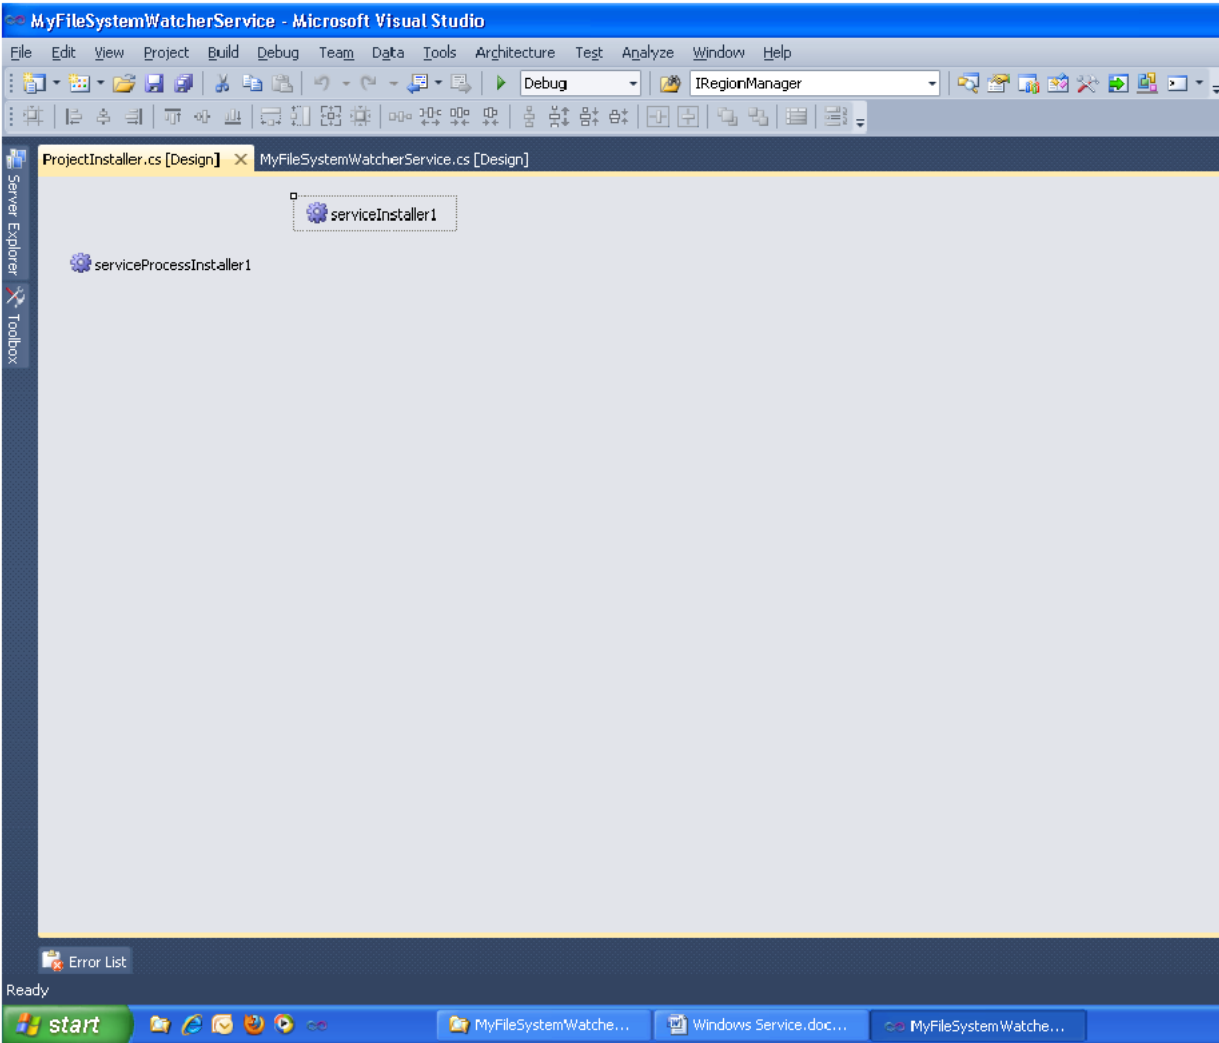 MyFileSystemWatcherService - Microsoft Visual Studio
File Edit View Project Build Debug Team Data Tools Architecture Test Analyze Window Help
Debug IRegionManager
ProjectInstaller.cs [Design] MyFileSystemWatcherService.cs [Design]
Server Explorer
Toolbox
serviceInstaller1
serviceProcessInstaller1
Error List
Ready
start MyFileSystemWatche... Windows Service.doc... MyFileSystemWatche...